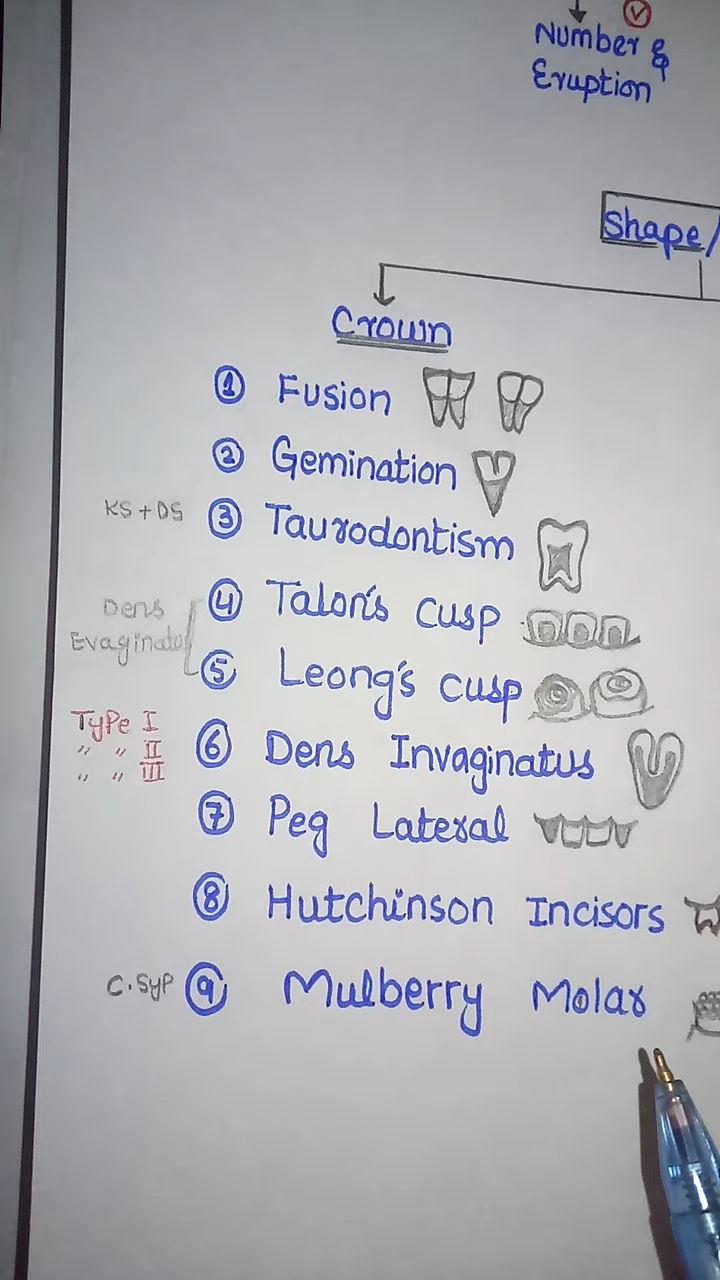 Number &
Eruption
Shape/
Crown
① Fusion
② Gemination
KS + DS ③ Taurodontism
④ Talon's cusp
Dens
Evaginatus
⑤ Leong's cusp
Type I
" " II
" " III
⑥ Dens Invaginatus
⑦ Peg Lateral
⑧ Hutchinson Incisors
C. Syp ⑨ Mulberry Molar